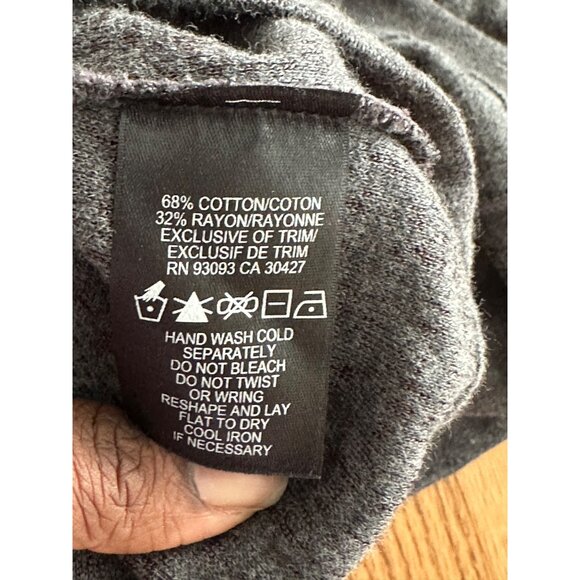 68% COTTON/COTON
32% RAYON/RAYONNE
EXCLUSIVE OF TRIM/
EXCLUSIF DE TRIM
RN 93093 CA 30427
HAND WASH COLD
SEPARATELY
DO NOT BLEACH
DO NOT TWIST
OR WRING
RESHAPE AND LAY
FLAT TO DRY
COOL IRON
IF NECESSARY